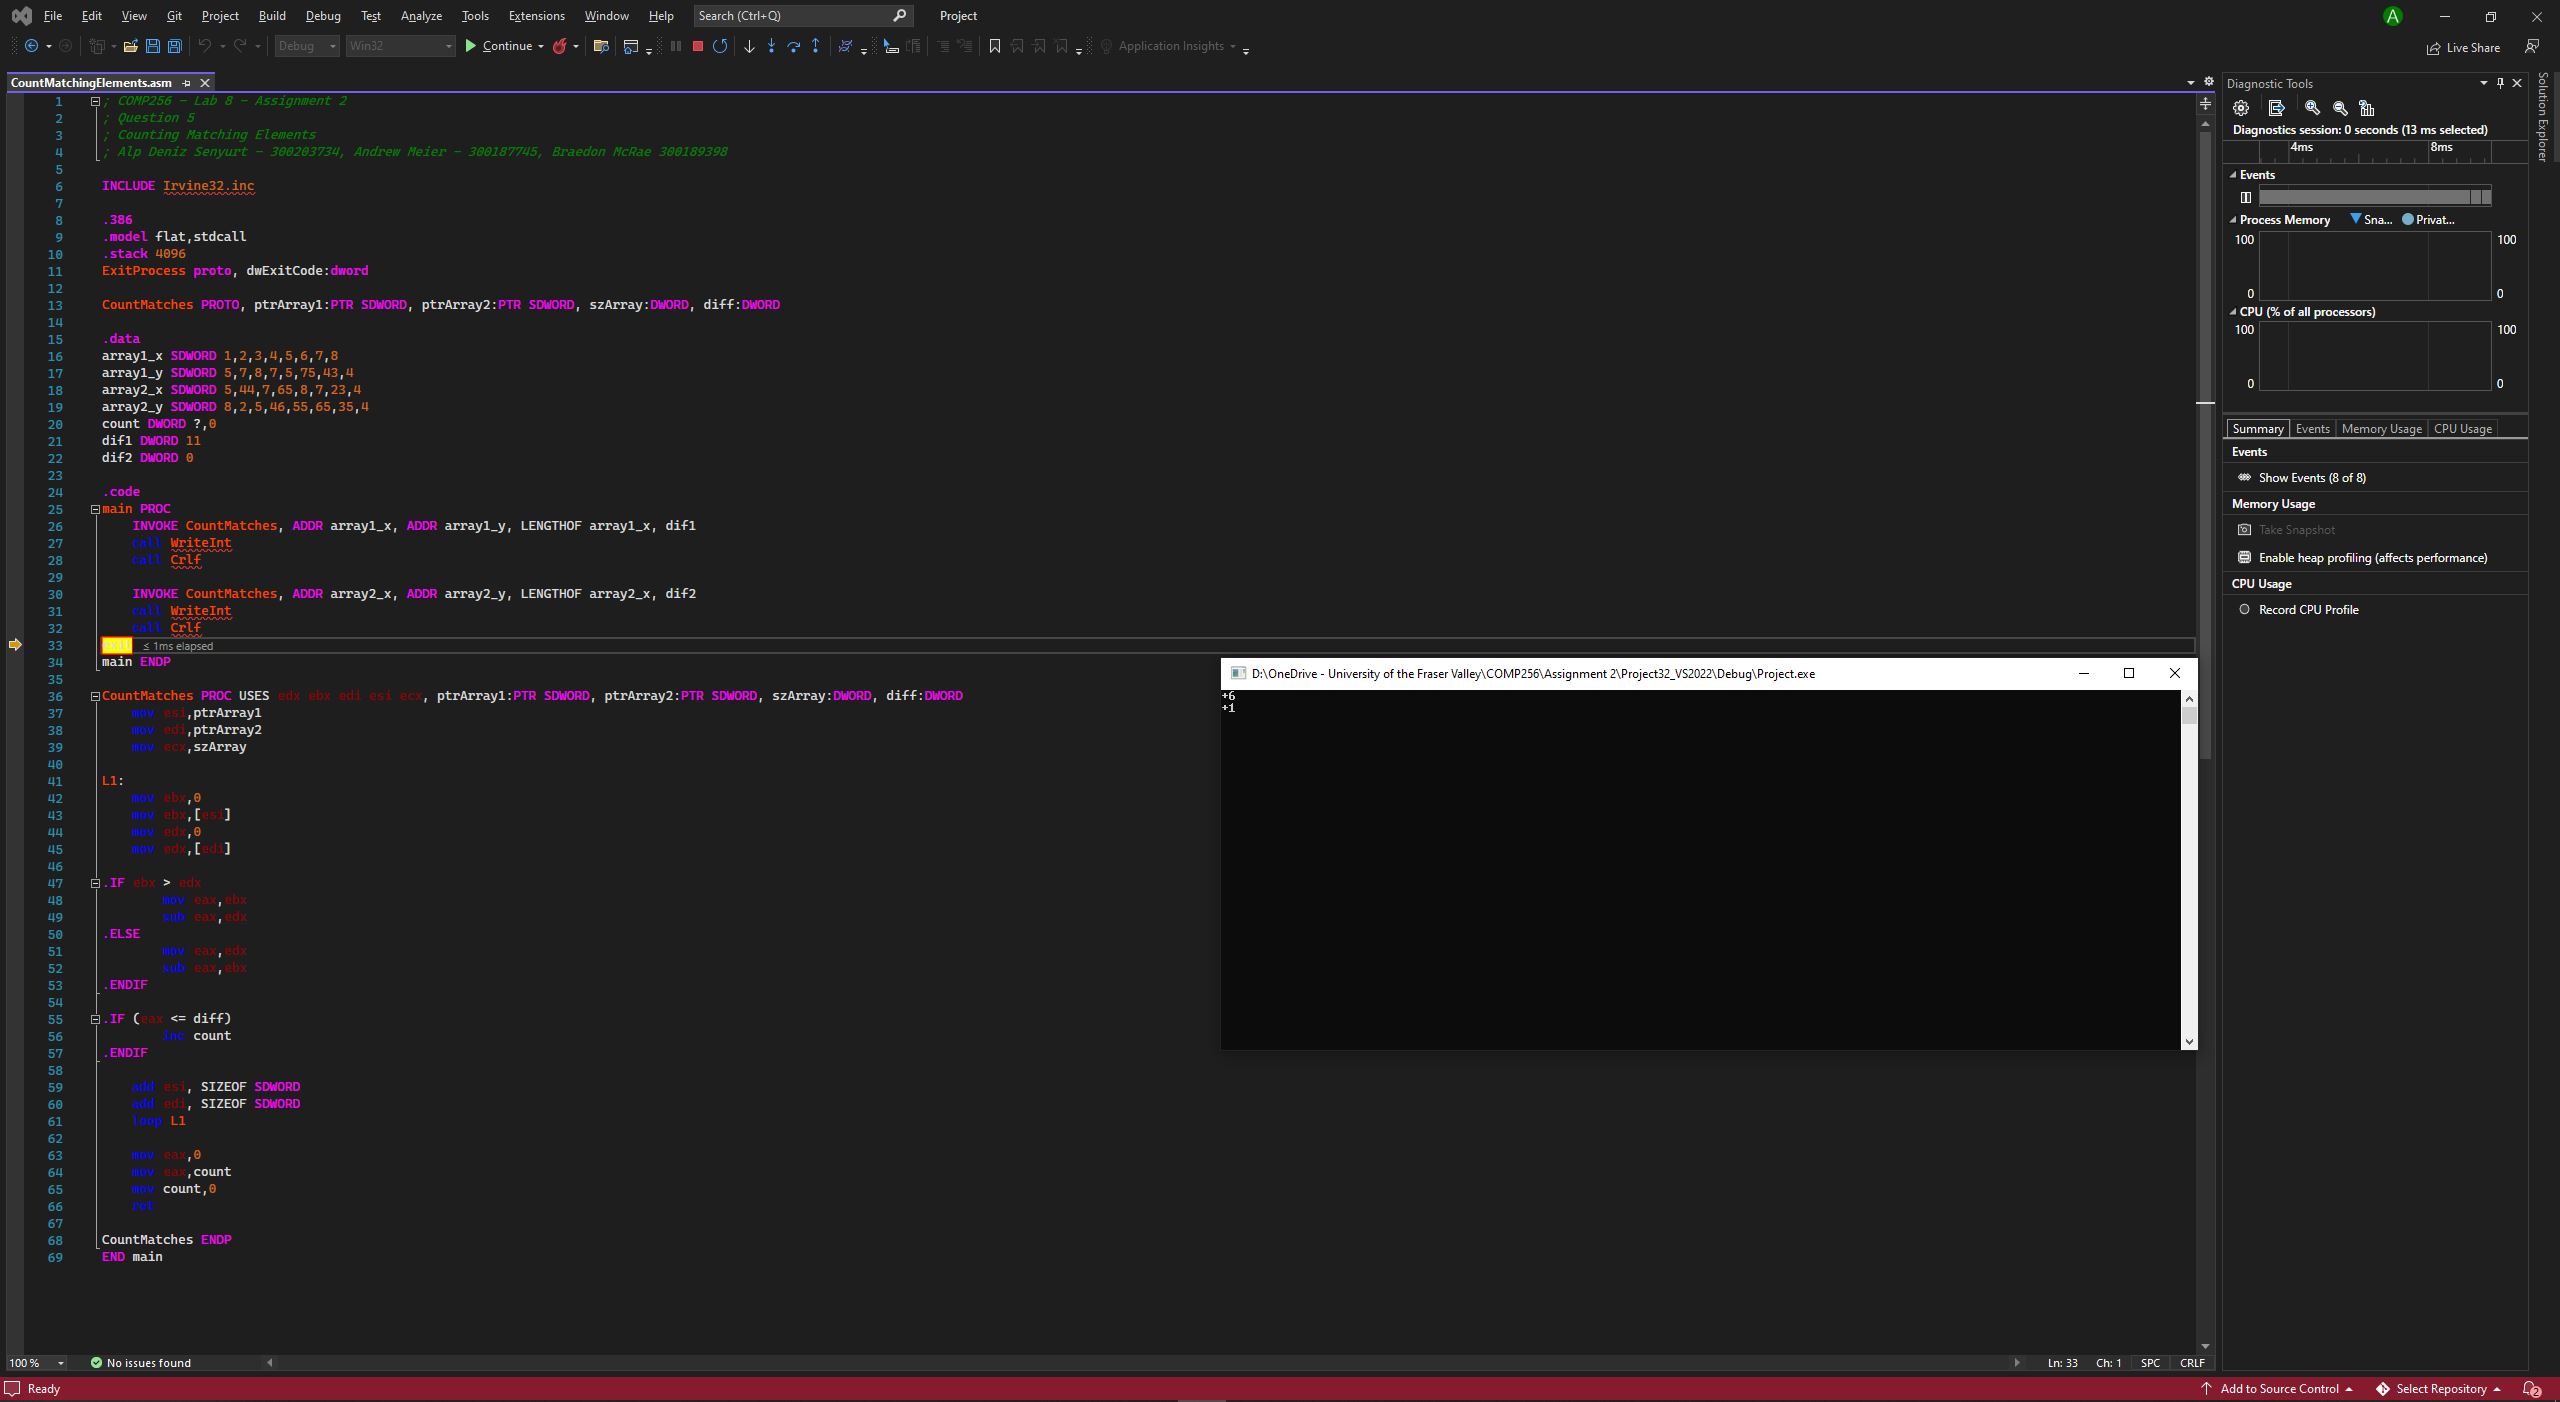 File Edit View Git Project Build Debug Test Analyze Tools Extensions Window Help Search (Ctrl+Q) Project A
Debug Win32 Continue Application Insights Live Share
CountMatchingElements.asm
1 ; COMP256 - Lab 8 - Assignment 2
2 ; Question 5
3 ; Counting Matching Elements
4 ; Alp Deniz Senyurt - 300203734, Andrew Meier - 300187745, Braedon McRae 300189398
5
6 INCLUDE Irvine32.inc
7
8 .386
9 .model flat,stdcall
10 .stack 4096
11 ExitProcess proto, dwExitCode:dword
12
13 CountMatches PROTO, ptrArray1:PTR SDWORD, ptrArray2:PTR SDWORD, szArray:DWORD, diff:DWORD
14
15 .data
16 array1_x SDWORD 1,2,3,4,5,6,7,8
17 array1_y SDWORD 5,7,8,7,5,75,43,4
18 array2_x SDWORD 5,44,7,65,8,7,23,4
19 array2_y SDWORD 8,2,5,46,55,65,35,4
20 count DWORD ?,0
21 dif1 DWORD 11
22 dif2 DWORD 0
23
24 .code
25 main PROC
26 INVOKE CountMatches, ADDR array1_x, ADDR array1_y, LENGTHOF array1_x, dif1
27 call WriteInt
28 call Crlf
29
30 INVOKE CountMatches, ADDR array2_x, ADDR array2_y, LENGTHOF array2_x, dif2
31 call WriteInt
32 call Crlf
33 ≤ 1ms elapsed
34 main ENDP
35
36 CountMatches PROC USES edx ebx edi esi ecx, ptrArray1:PTR SDWORD, ptrArray2:PTR SDWORD, szArray:DWORD, diff:DWORD
37 mov esi,ptrArray1
38 mov edi,ptrArray2
39 mov ecx,szArray
40
41 L1:
42 mov ebx,0
43 mov ebx,[esi]
44 mov edx,0
45 mov edx,[edi]
46
47 .IF ebx > edx
48 mov eax,ebx
49 sub eax,edx
50 .ELSE
51 mov eax,edx
52 sub eax,ebx
53 .ENDIF
54
55 .IF (eax <= diff)
56 inc count
57 .ENDIF
58
59 add esi, SIZEOF SDWORD
60 add edi, SIZEOF SDWORD
61 loop L1
62
63 mov eax,0
64 mov eax,count
65 mov count,0
66 ret
67
68 CountMatches ENDP
69 END main
D:\OneDrive - University of the Fraser Valley\COMP256\Assignment 2\Project32_VS2022\Debug\Project.exe
+6
+1
Diagnostic Tools
Diagnostics session: 0 seconds (13 ms selected)
4ms 8ms
Events
Process Memory Sna... Privat...
100 100
0 0
CPU (% of all processors)
100 100
0 0
Summary Events Memory Usage CPU Usage
Events
Show Events (8 of 8)
Memory Usage
Take Snapshot
Enable heap profiling (affects performance)
CPU Usage
Record CPU Profile
Solution Explorer
100 % No issues found Ln: 33 Ch: 1 SPC CRLF
Ready Add to Source Control Select Repository 2